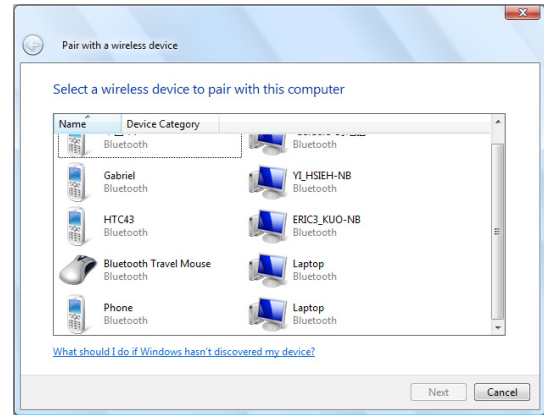 Pair with a wireless device
Select a wireless device to pair with this computer
Name Device Category
Bluetooth Bluetooth
Gabriel YI_HSIEH-NB
Bluetooth Bluetooth
HTC43 ERIC3_KUO-NB
Bluetooth Bluetooth
Bluetooth Travel Mouse Laptop
Bluetooth Bluetooth
Phone Laptop
Bluetooth Bluetooth
What should I do if Windows hasn't discovered my device?
Next Cancel